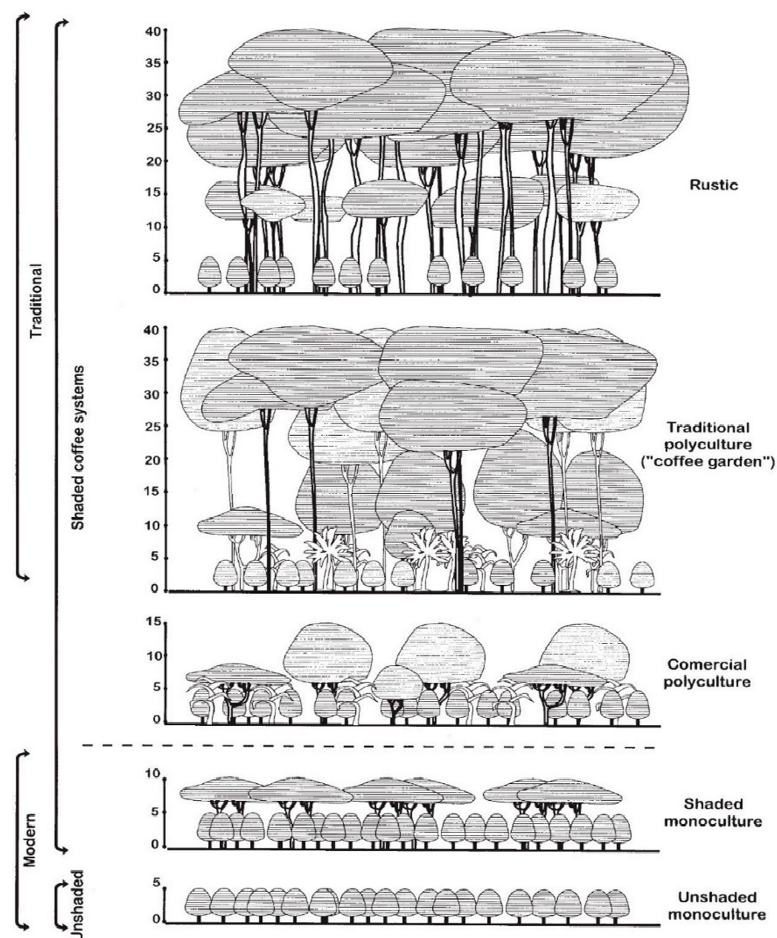 40
35
30
25
20
15
10
5
0
Rustic
Traditional
Shaded coffee systems
40
35
30
25
20
15
10
5
0
Traditional
polyculture
("coffee garden")
15
10
5
0
Comercial
polyculture
10
5
0
Shaded
monoculture
Modern
Unshaded
5
0
Unshaded
monoculture